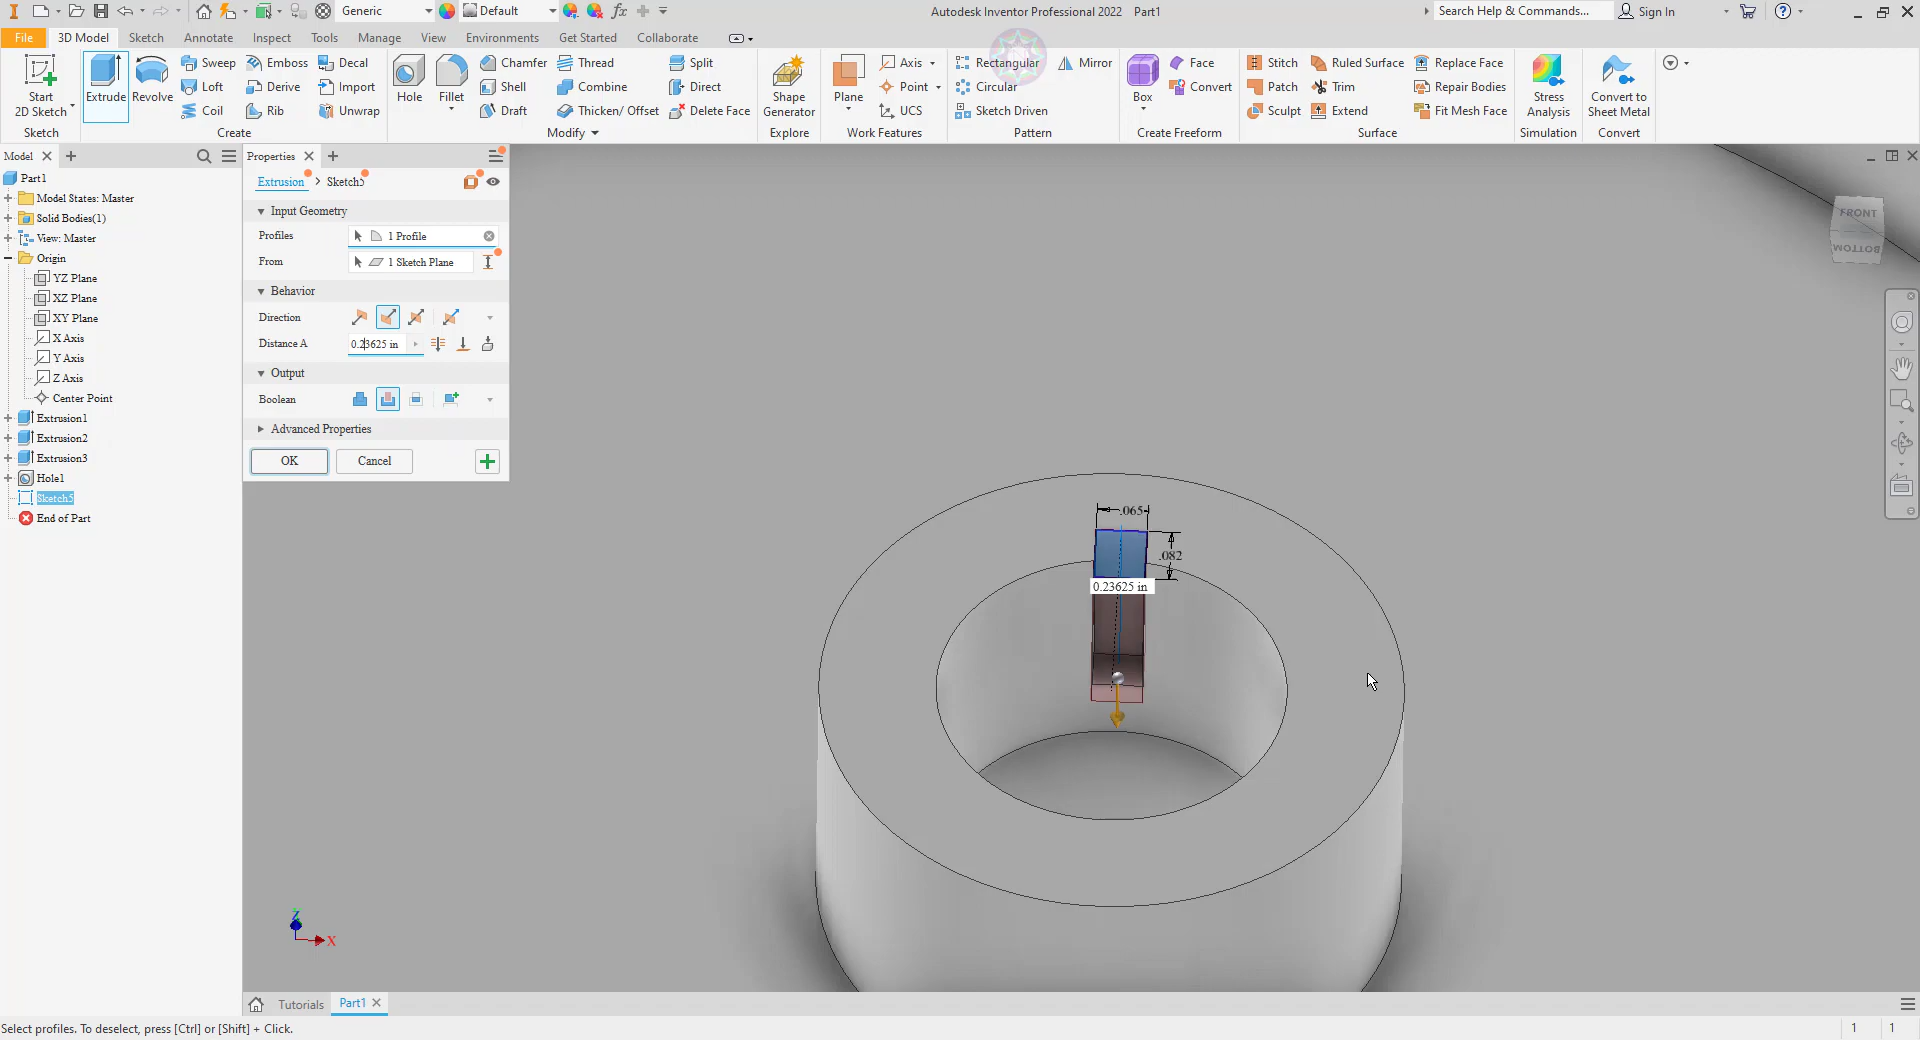 Generic
Default
Autodesk Inventor Professional 2022 Part1
Search Help & Commands...
Sign In
File
3D Model
Sketch
Annotate
Inspect
Tools
Manage
View
Environments
Get Started
Collaborate
Start
2D Sketch
Sketch
Extrude
Revolve
Sweep
Loft
Coil
Emboss
Derive
Rib
Decal
Import
Unwrap
Create
Hole
Fillet
Chamfer
Shell
Draft
Thread
Combine
Thicken/ Offset
Split
Direct
Delete Face
Modify
Shape
Generator
Explore
Plane
Axis
Point
UCS
Work Features
Rectangular
Circular
Sketch Driven
Mirror
Pattern
Box
Face
Convert
Create Freeform
Stitch
Patch
Sculpt
Ruled Surface
Trim
Extend
Replace Face
Repair Bodies
Fit Mesh Face
Surface
Stress
Analysis
Simulation
Convert to
Sheet Metal
Convert
Model
Part1
Model States: Master
Solid Bodies(1)
View: Master
Origin
YZ Plane
XZ Plane
XY Plane
X Axis
Y Axis
Z Axis
Center Point
Extrusion1
Extrusion2
Extrusion3
Hole1
Sketch5
End of Part
Properties
Extrusion > Sketch5
Input Geometry
Profiles
1 Profile
From
1 Sketch Plane
Behavior
Direction
Distance A
0.23625 in
Output
Boolean
Advanced Properties
OK
Cancel
FRONT
BOTTOM
.065
.082
0.23625 in
Z
X
Tutorials
Part1
Select profiles. To deselect, press [Ctrl] or [Shift] + Click.
1
1